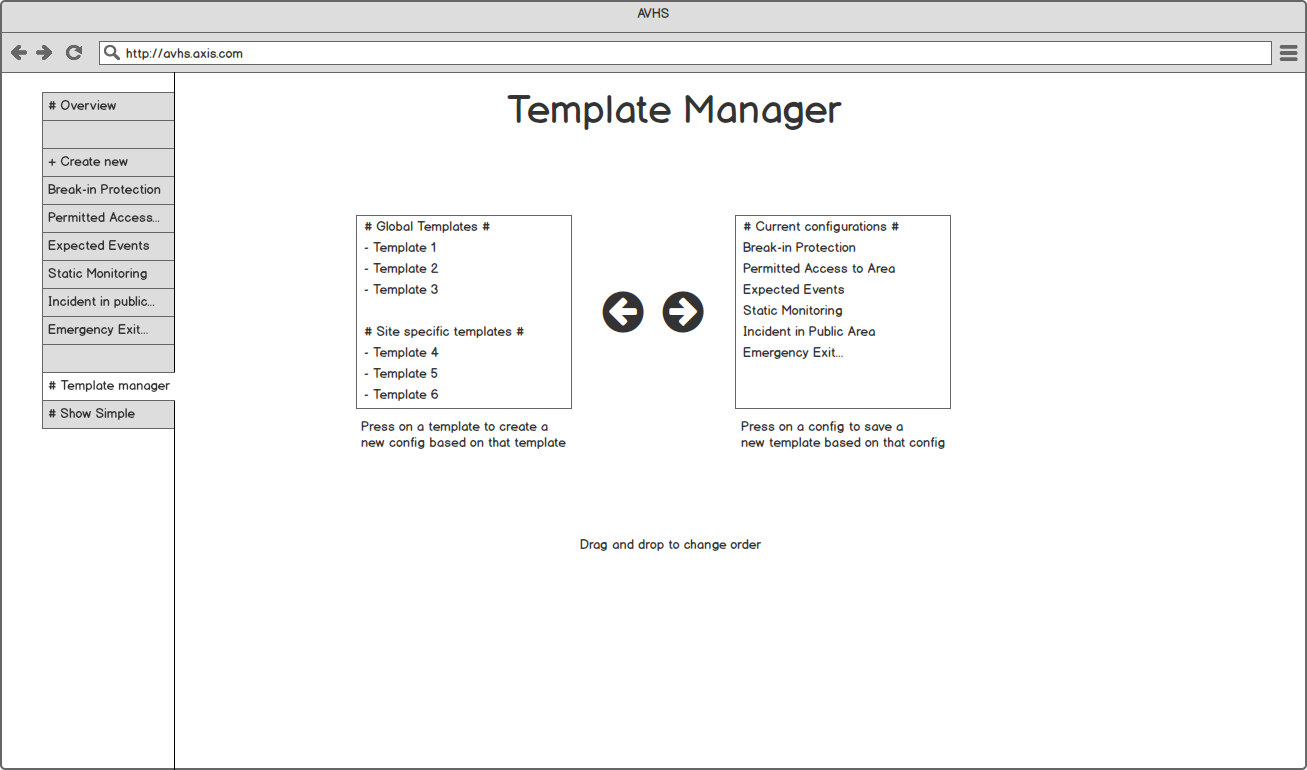 AVHS
http://avhs.axis.com
# Overview
+ Create new
Break-in Protection
Permitted Access...
Expected Events
Static Monitoring
Incident in public...
Emergency Exit...
# Template manager
# Show Simple
Template Manager
# Global Templates #
- Template 1
- Template 2
- Template 3
# Site specific templates #
- Template 4
- Template 5
- Template 6
Press on a template to create a
new config based on that template
# Current configurations #
Break-in Protection
Permitted Access to Area
Expected Events
Static Monitoring
Incident in Public Area
Emergency Exit...
Press on a config to save a
new template based on that config
Drag and drop to change order